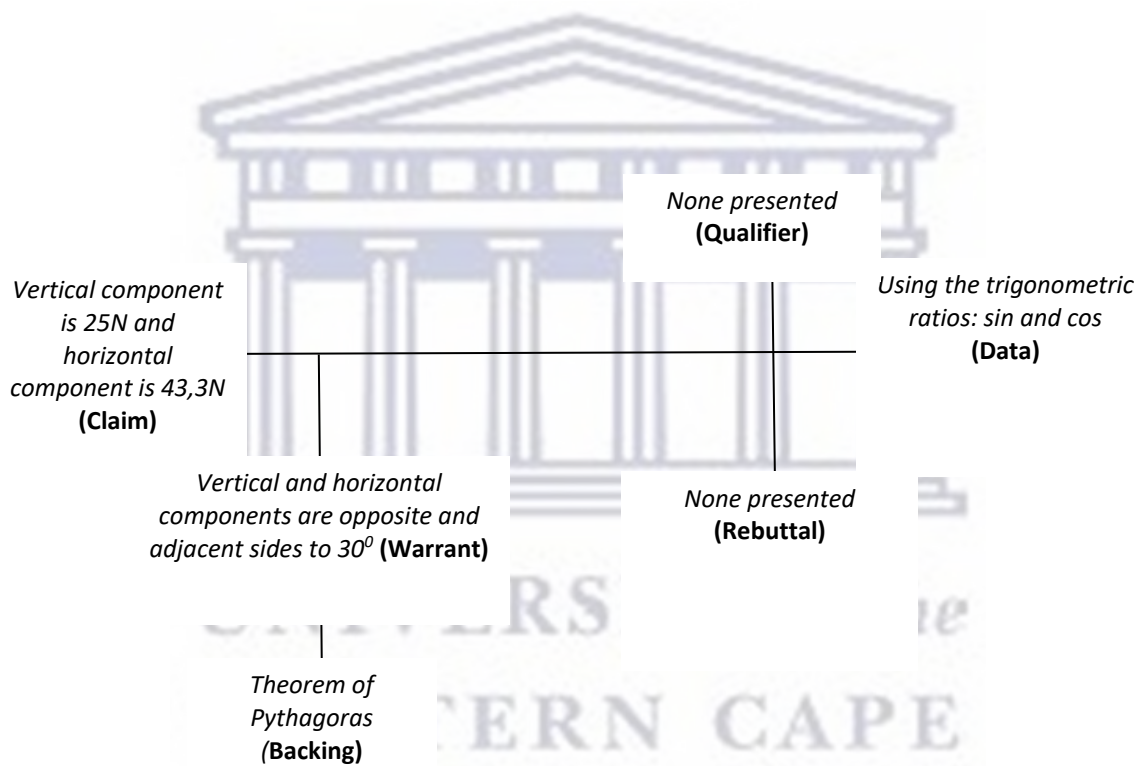 None presented
(Qualifier)
Vertical component
is 25N and
horizontal
component is 43,3N
(Claim)
Using the trigonometric
ratios: sin and cos
(Data)
Vertical and horizontal
components are opposite and
adjacent sides to 30⁰ (Warrant)
None presented
(Rebuttal)
Theorem of
Pythagoras
(Backing)
CAPE